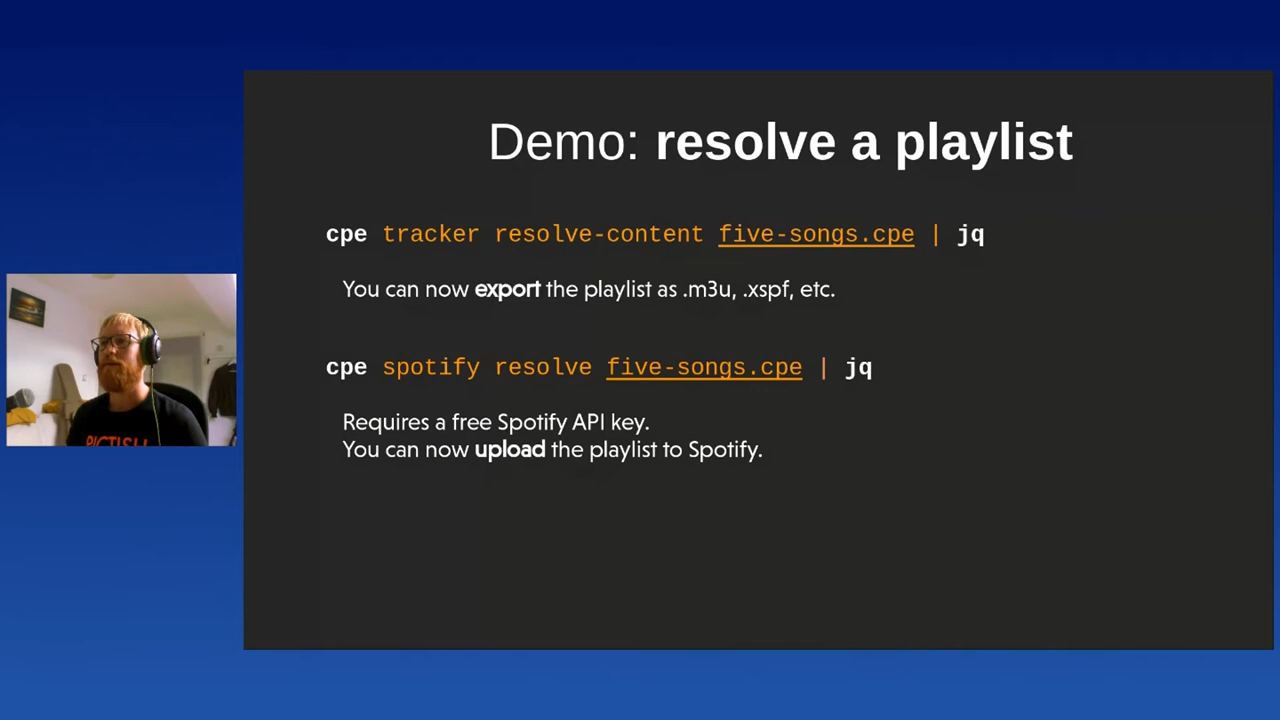 Demo: resolve a playlist
cpe tracker resolve-content five-songs.cpe | jq
You can now export the playlist as .m3u, .xspf, etc.
cpe spotify resolve five-songs.cpe | jq
Requires a free Spotify API key.
You can now upload the playlist to Spotify.
PICTISH